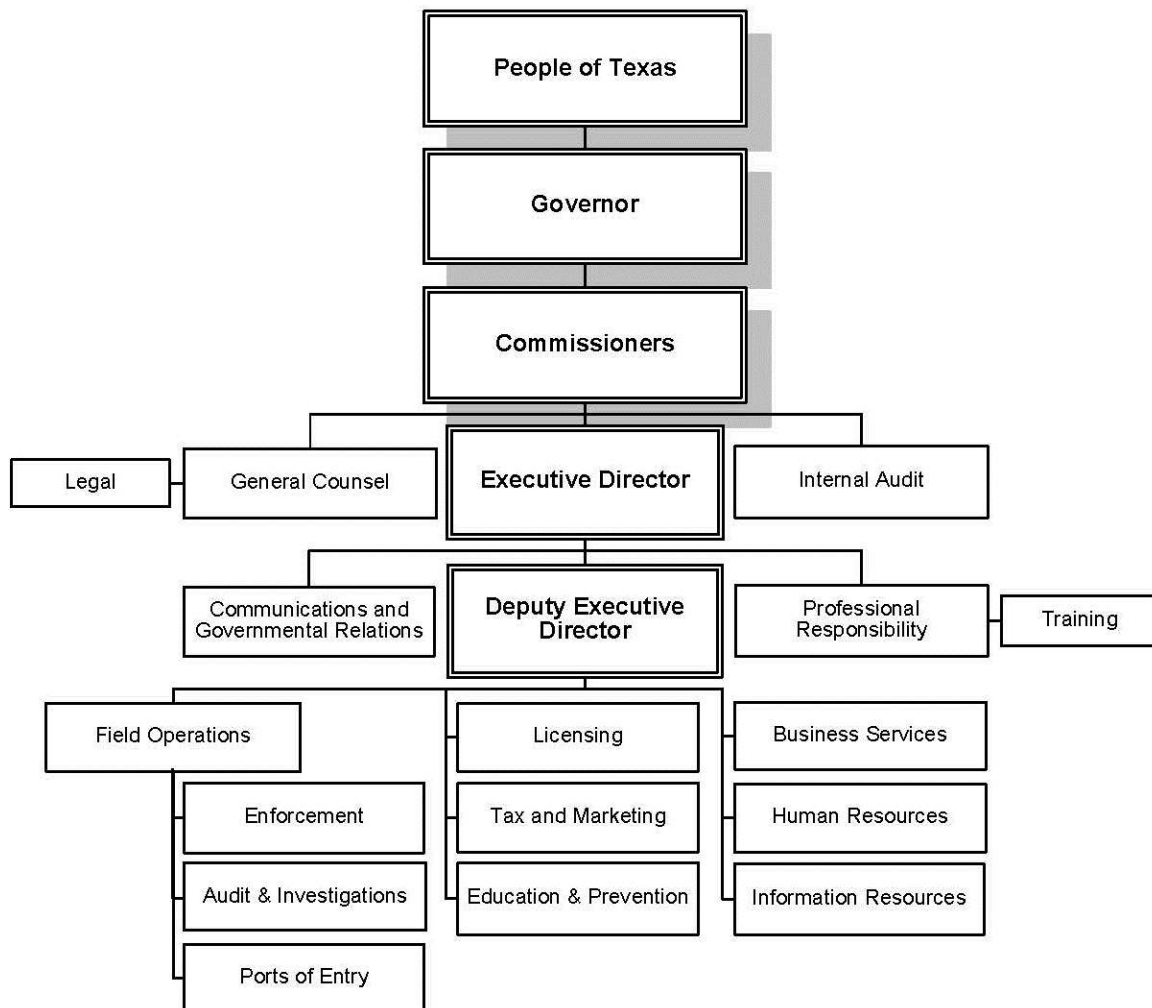 People of Texas
Governor
Commissioners
Legal
General Counsel
Executive Director
Internal Audit
Communications and
Governmental Relations
Deputy Executive
Director
Professional
Responsibility
Training
Field Operations
Licensing
Business Services
Enforcement
Tax and Marketing
Human Resources
Audit & Investigations
Education & Prevention
Information Resources
Ports of Entry